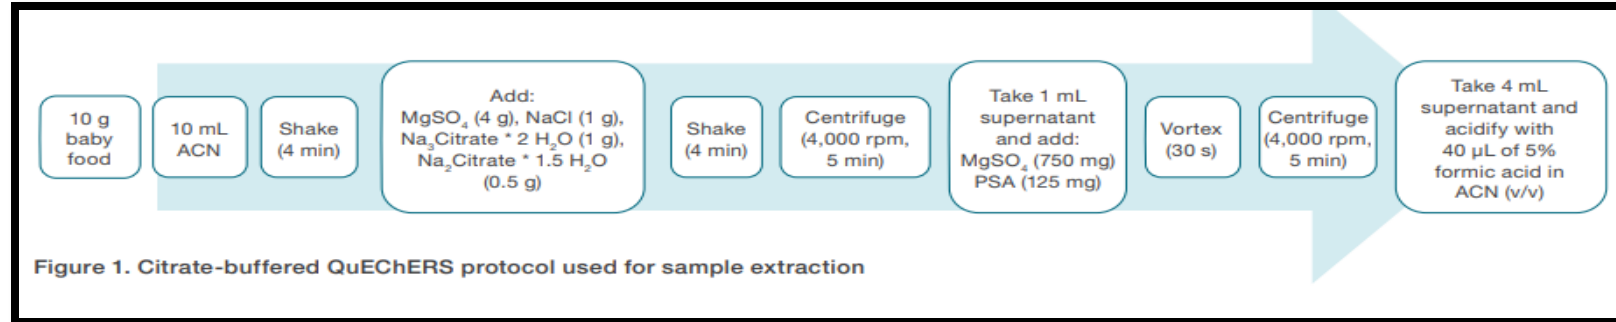 10 g
baby
food
10 mL
ACN
Shake
(4 min)
Add:
MgSO₄ (4 g), NaCl (1 g),
Na₃Citrate * 2 H₂O (1 g),
Na₂Citrate * 1.5 H₂O
(0.5 g)
Shake
(4 min)
Centrifuge
(4,000 rpm,
5 min)
Take 1 mL
supernatant
and add:
MgSO₄ (750 mg)
PSA (125 mg)
Vortex
(30 s)
Centrifuge
(4,000 rpm,
5 min)
Take 4 mL
supernatant and
acidify with
40 µL of 5%
formic acid in
ACN (v/v)
Figure 1. Citrate-buffered QuEChERS protocol used for sample extraction